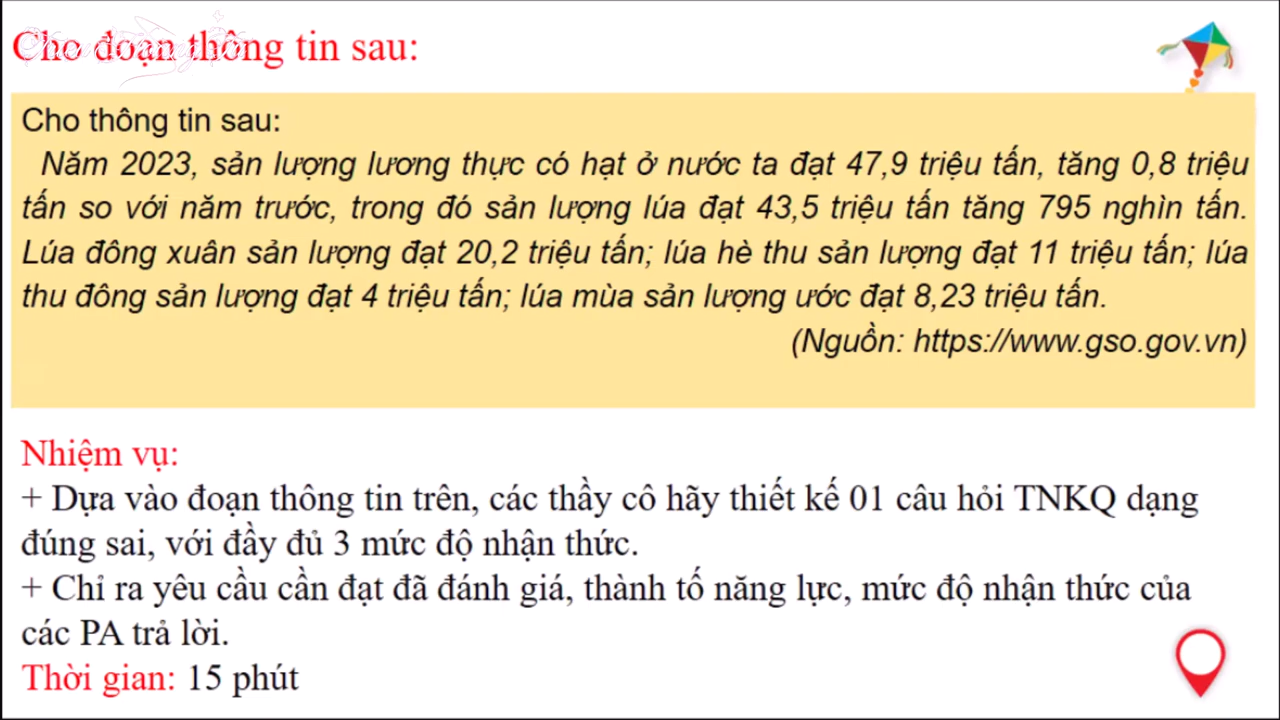 Cho đoạn thông tin sau:
Cho thông tin sau:
Năm 2023, sản lượng lương thực có hạt ở nước ta đạt 47,9 triệu tấn, tăng 0,8 triệu
tấn so với năm trước, trong đó sản lượng lúa đạt 43,5 triệu tấn tăng 795 nghìn tấn.
Lúa đông xuân sản lượng đạt 20,2 triệu tấn; lúa hè thu sản lượng đạt 11 triệu tấn; lúa
thu đông sản lượng đạt 4 triệu tấn; lúa mùa sản lượng ước đạt 8,23 triệu tấn.
(Nguồn: https://www.gso.gov.vn)
Nhiệm vụ:
+ Dựa vào đoạn thông tin trên, các thầy cô hãy thiết kế 01 câu hỏi TNKQ dạng
đúng sai, với đầy đủ 3 mức độ nhận thức.
+ Chỉ ra yêu cầu cần đạt đã đánh giá, thành tố năng lực, mức độ nhận thức của
các PA trả lời.
Thời gian: 15 phút